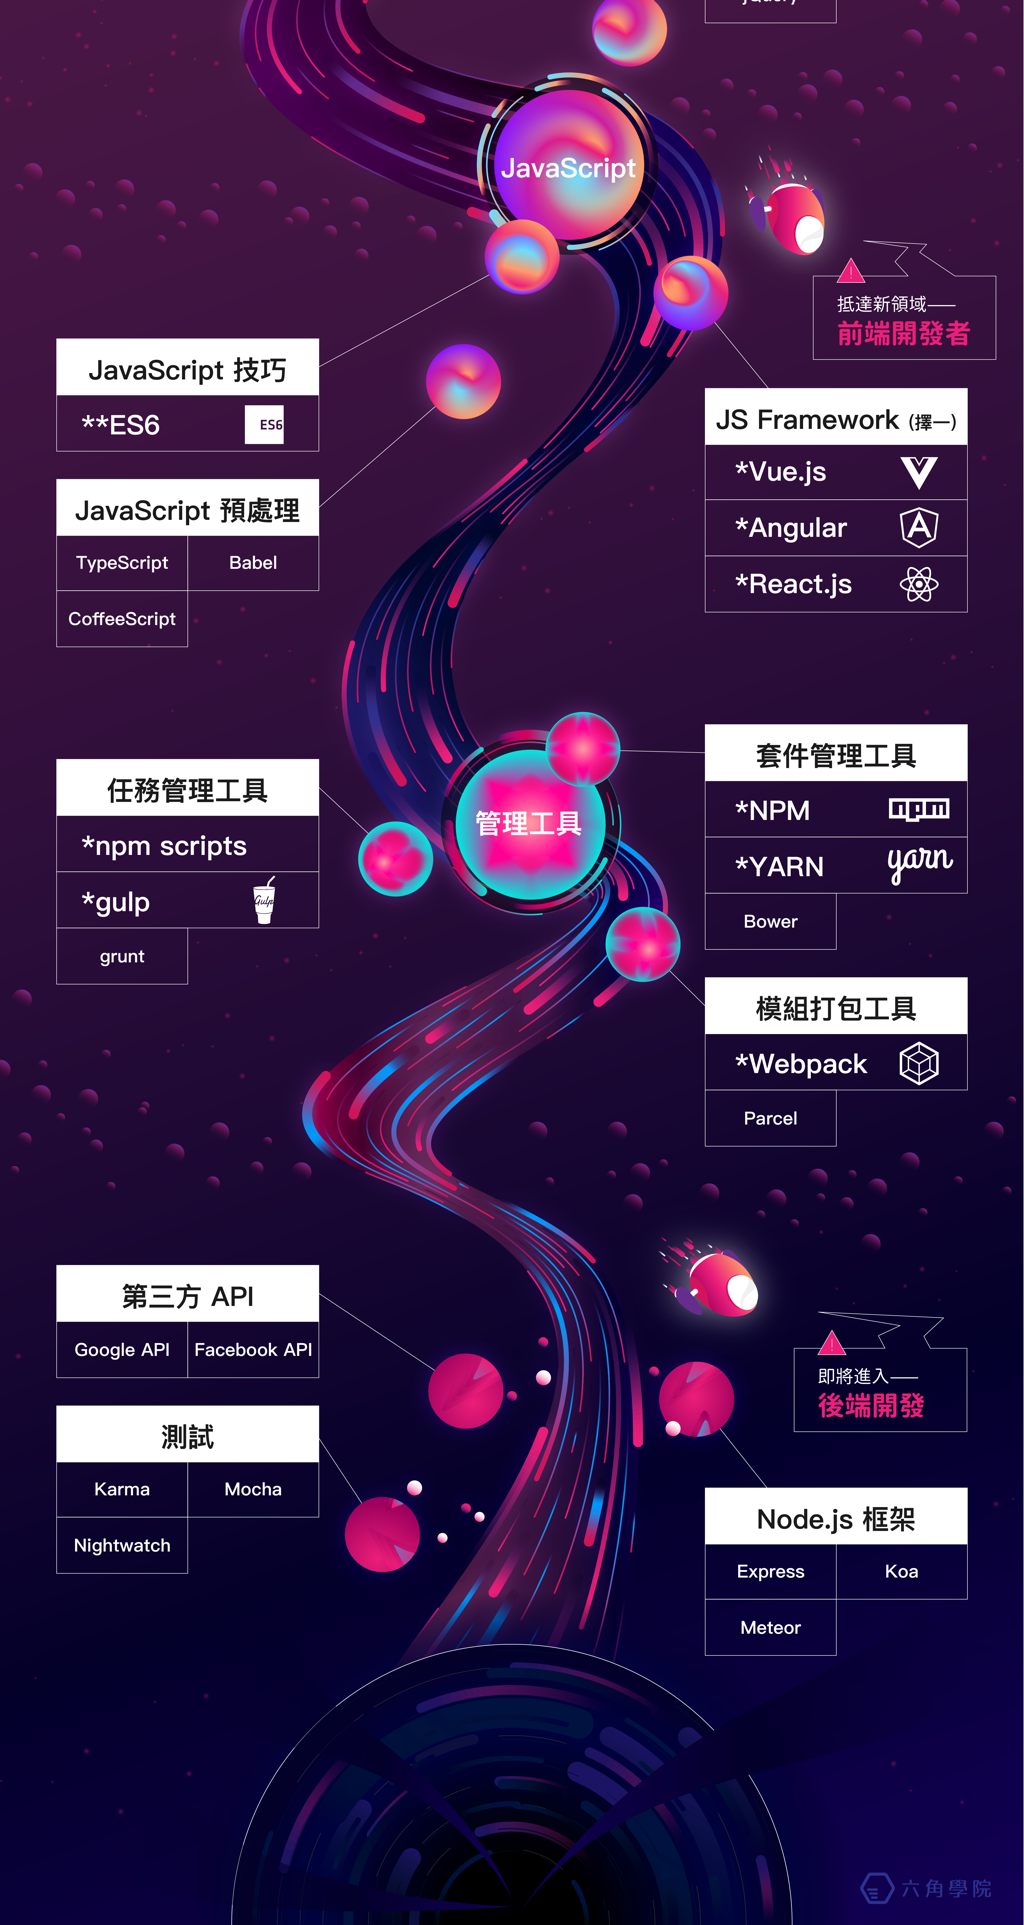 JavaScript
抵達新領域——
前端開發者
JavaScript 技巧
**ES6
ES6
JS Framework (擇一)
*Vue.js
*Angular
*React.js
JavaScript 預處理
TypeScript
Babel
CoffeeScript
管理工具
套件管理工具
*NPM
npm
*YARN
yarn
Bower
任務管理工具
*npm scripts
*gulp
Gulp
grunt
模組打包工具
*Webpack
Parcel
第三方 API
Google API
Facebook API
即將進入——
後端開發
測試
Karma
Mocha
Nightwatch
Node.js 框架
Express
Koa
Meteor
六角學院